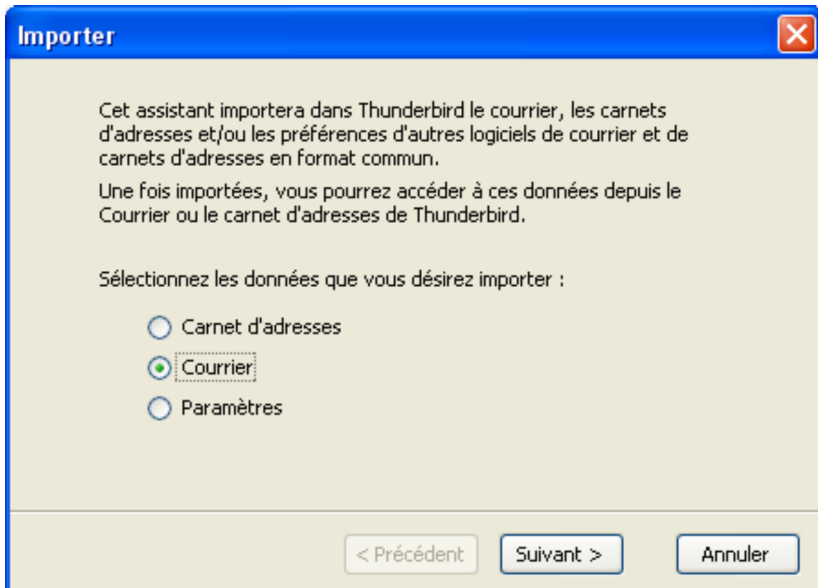 Importer
Cet assistant importera dans Thunderbird le courrier, les carnets
d'adresses et/ou les préférences d'autres logiciels de courrier et de
carnets d'adresses en format commun.
Une fois importées, vous pourrez accéder à ces données depuis le
Courrier ou le carnet d'adresses de Thunderbird.
Sélectionnez les données que vous désirez importer :
Carnet d'adresses
Courrier
Paramètres
< Précédent Suivant > Annuler